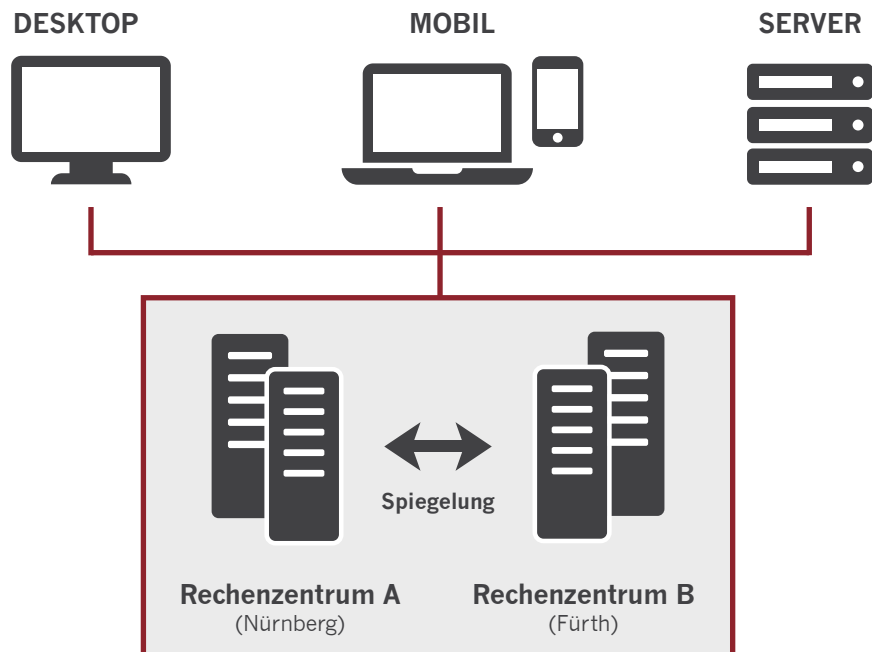 DESKTOP
MOBIL
SERVER
Spiegelung
Rechenzentrum A
(Nürnberg)
Rechenzentrum B
(Fürth)